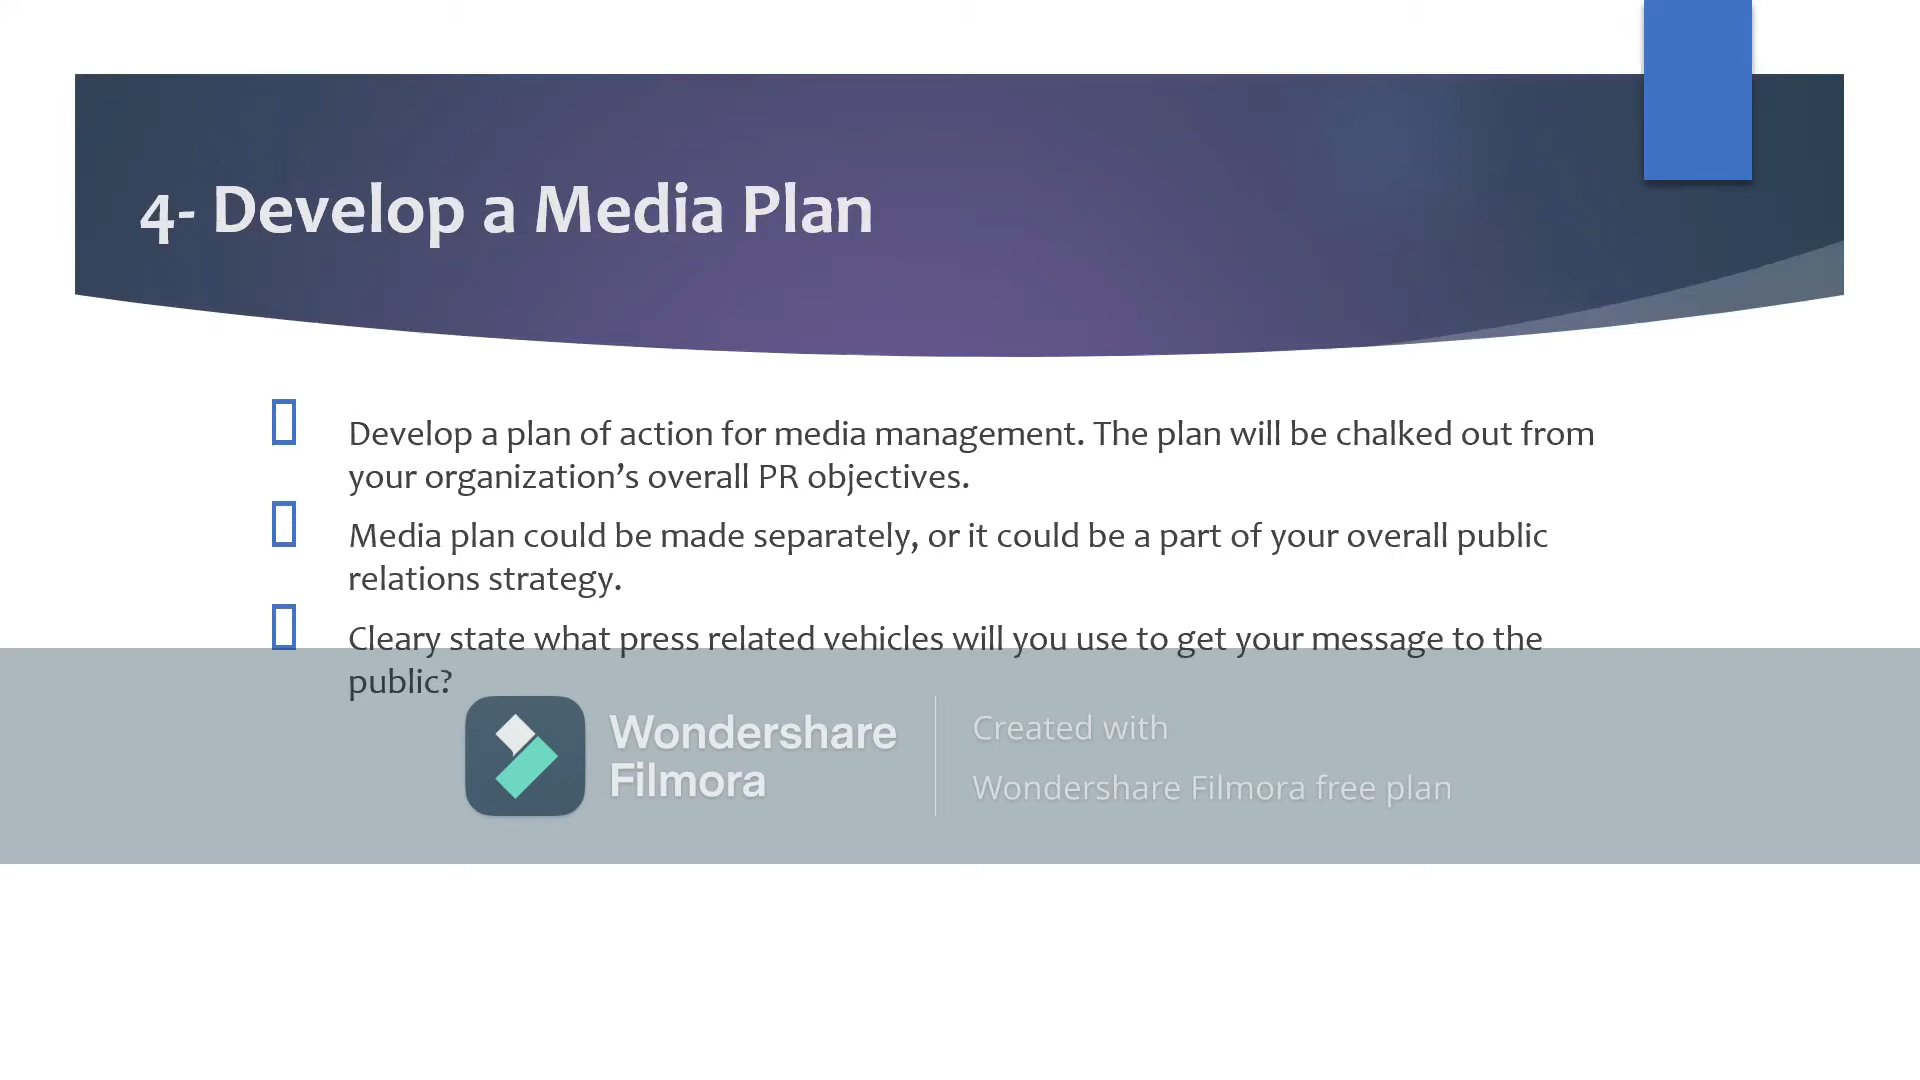 4- Develop a Media Plan
Develop a plan of action for media management. The plan will be chalked out from
your organization’s overall PR objectives.
Media plan could be made separately, or it could be a part of your overall public
relations strategy.
Cleary state what press related vehicles will you use to get your message to the
public?
Wondershare
Filmora
Created with
Wondershare Filmora free plan